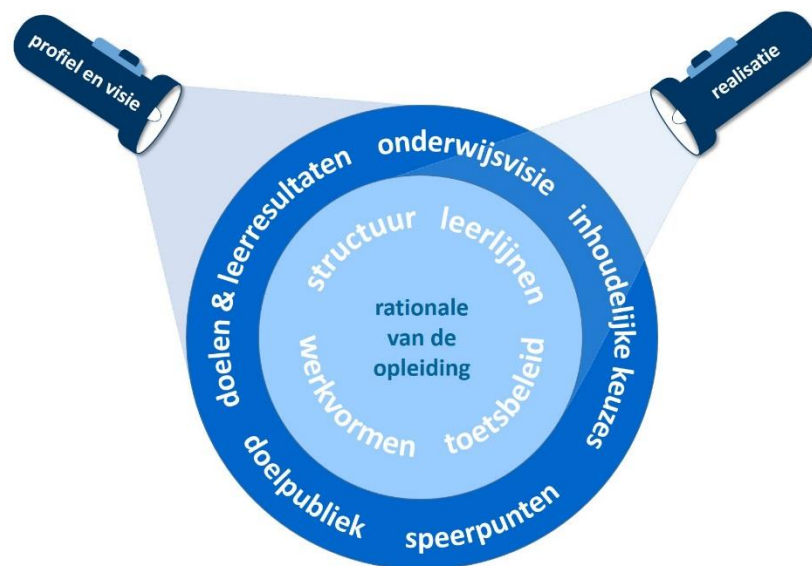 profiel en visie
realisatie
doelen & leerresultaten
onderwijsvisie
inhoudelijke keuzes
speerpunten
doelpubliek
structuur
leerlijnen
toetsbeleid
werkvormen
rationale
van de
opleiding